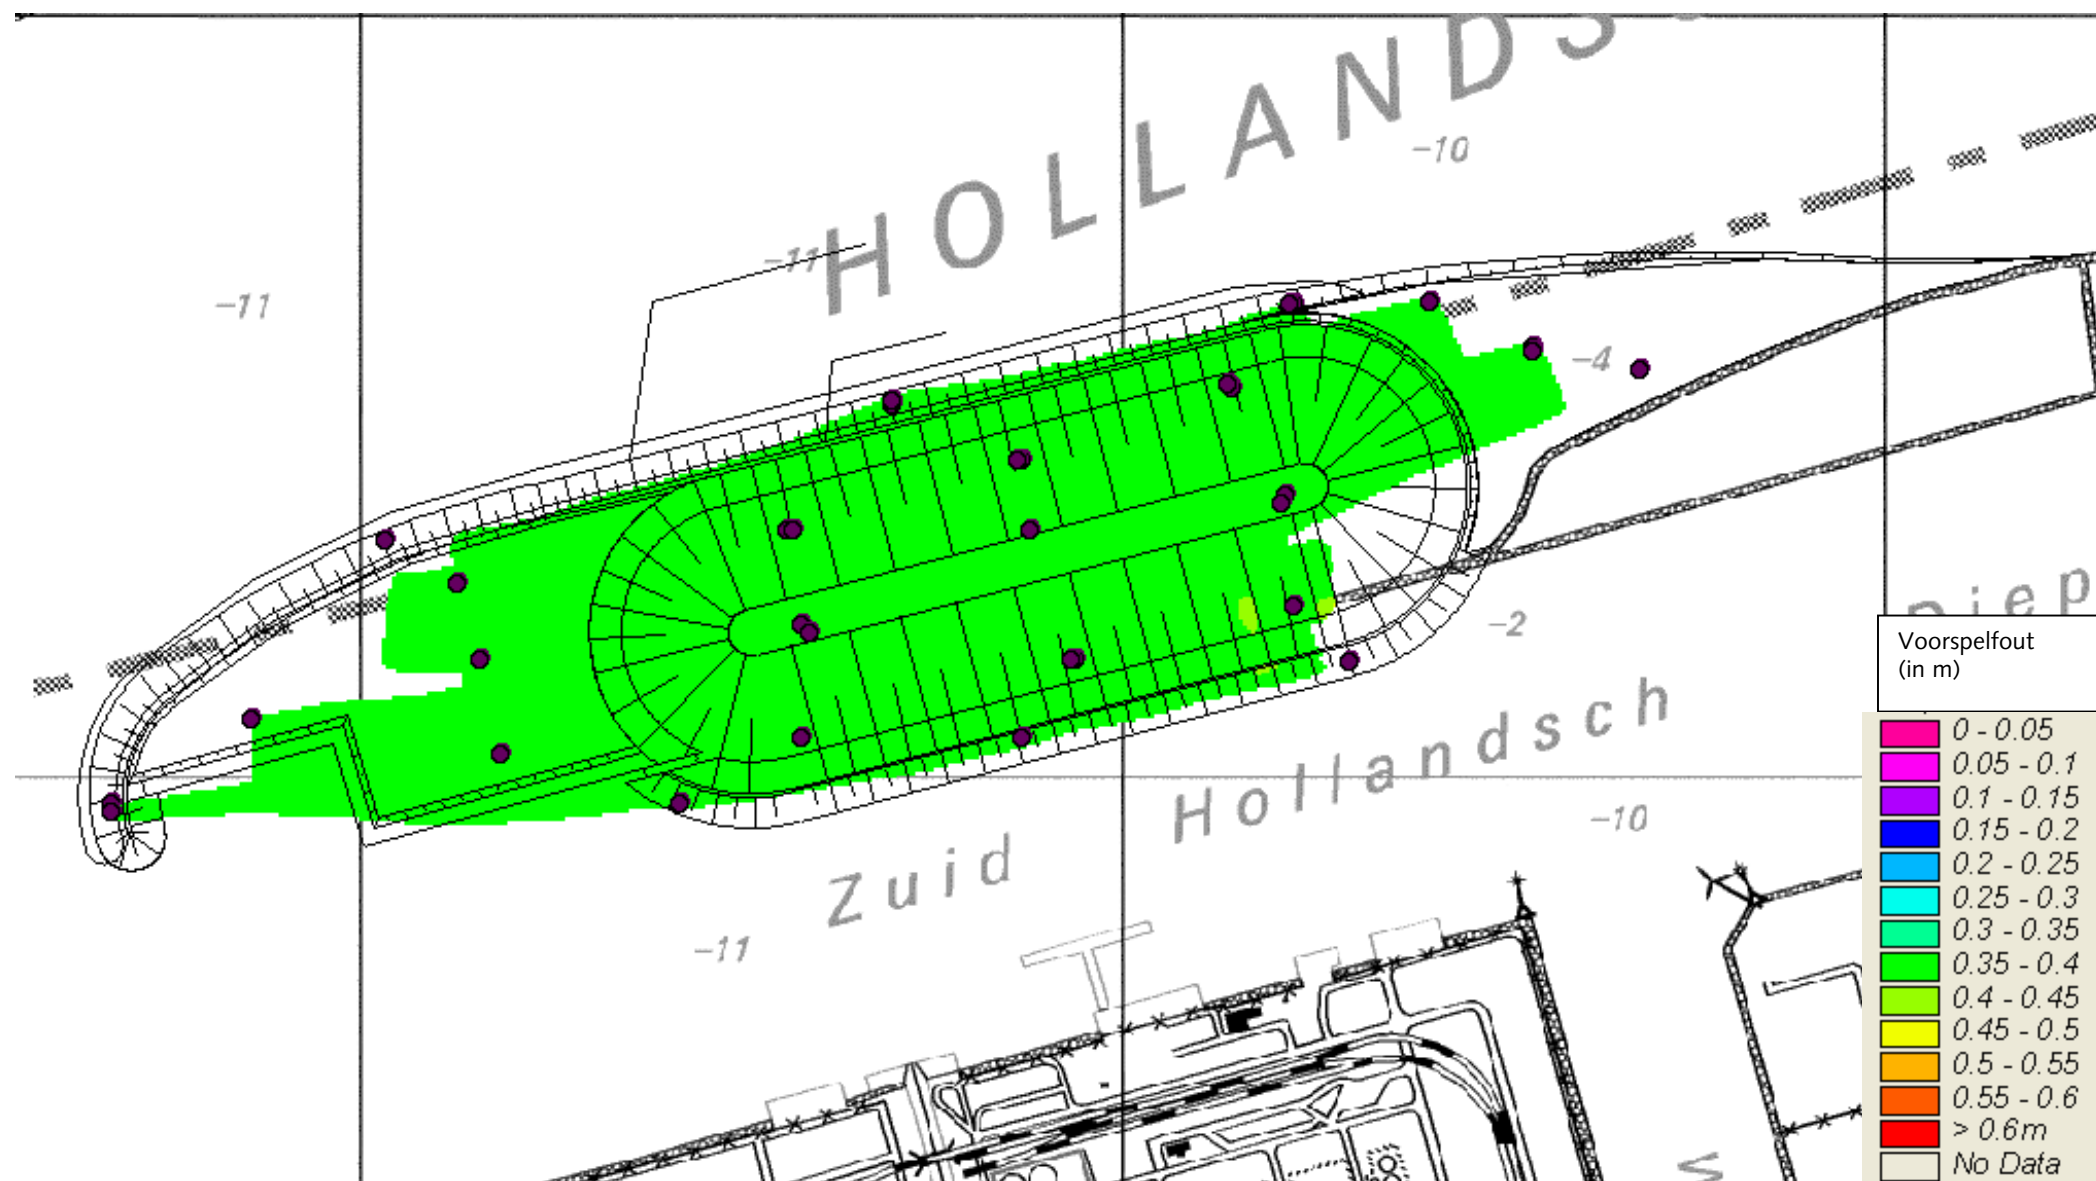 HOLLANDS
-10
-11
-11
-4
-2
Diep
Zuid Hollandsch
-10
-11
Voorspelfout
(in m)
0 - 0.05
0.05 - 0.1
0.1 - 0.15
0.15 - 0.2
0.2 - 0.25
0.25 - 0.3
0.3 - 0.35
0.35 - 0.4
0.4 - 0.45
0.45 - 0.5
0.5 - 0.55
0.55 - 0.6
> 0.6m
No Data